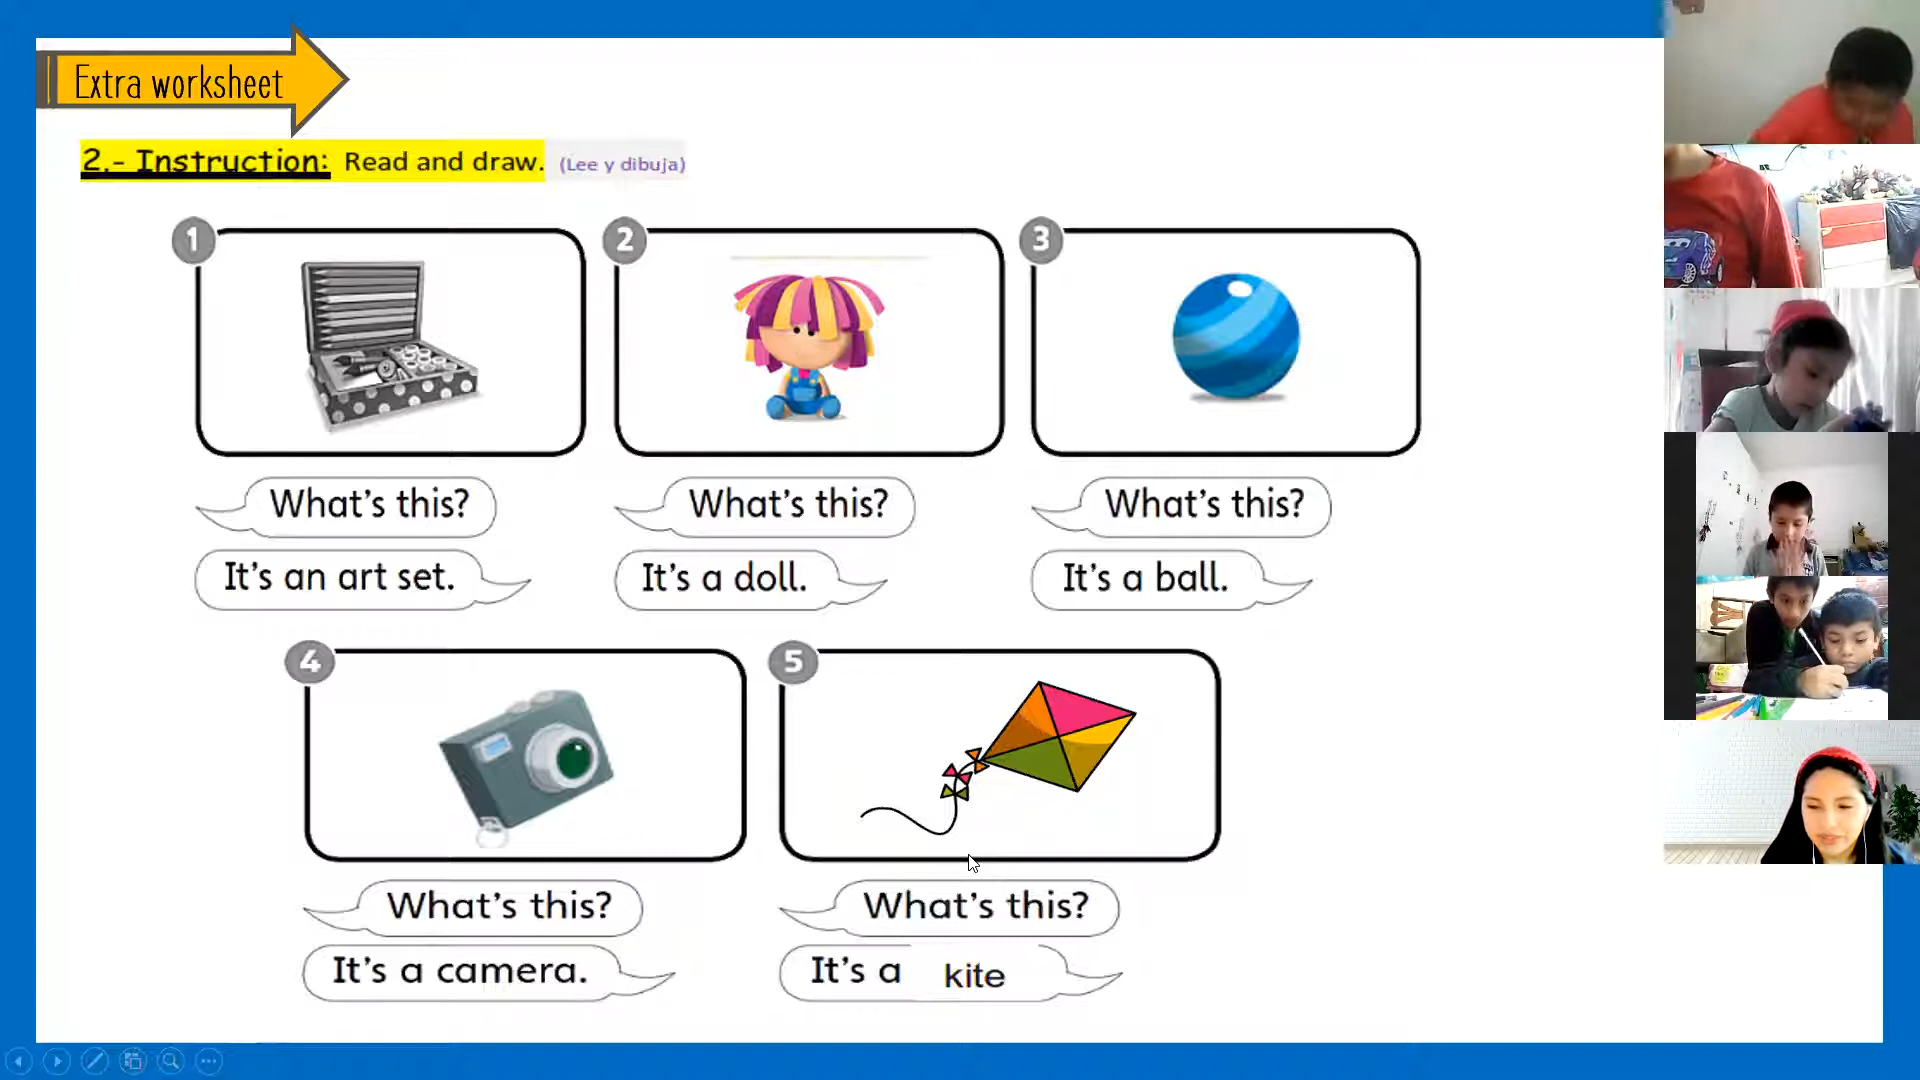 Extra worksheet
2.- Instruction: Read and draw. (Lee y dibuja)
1 2 3
What's this? What's this? What's this?
It's an art set. It's a doll. It's a ball.
4 5
What's this? What's this?
It's a camera. It's a kite